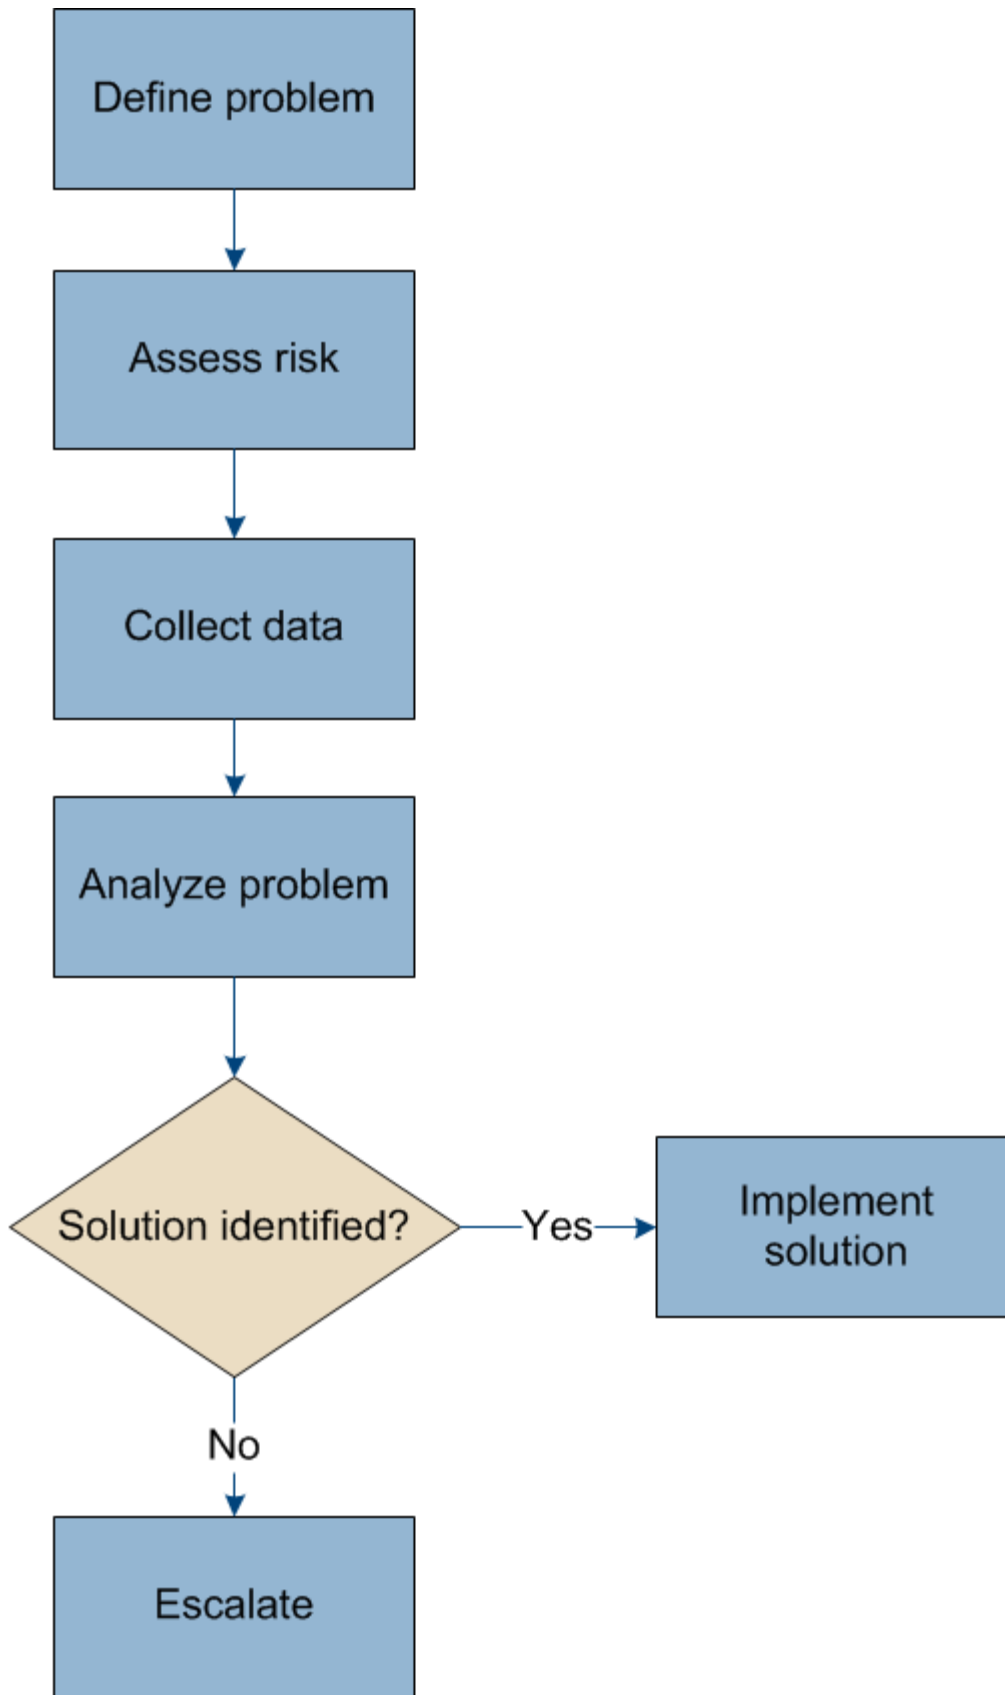 Define problem
Assess risk
Collect data
Analyze problem
Solution identified?
Yes
Implement
solution
No
Escalate